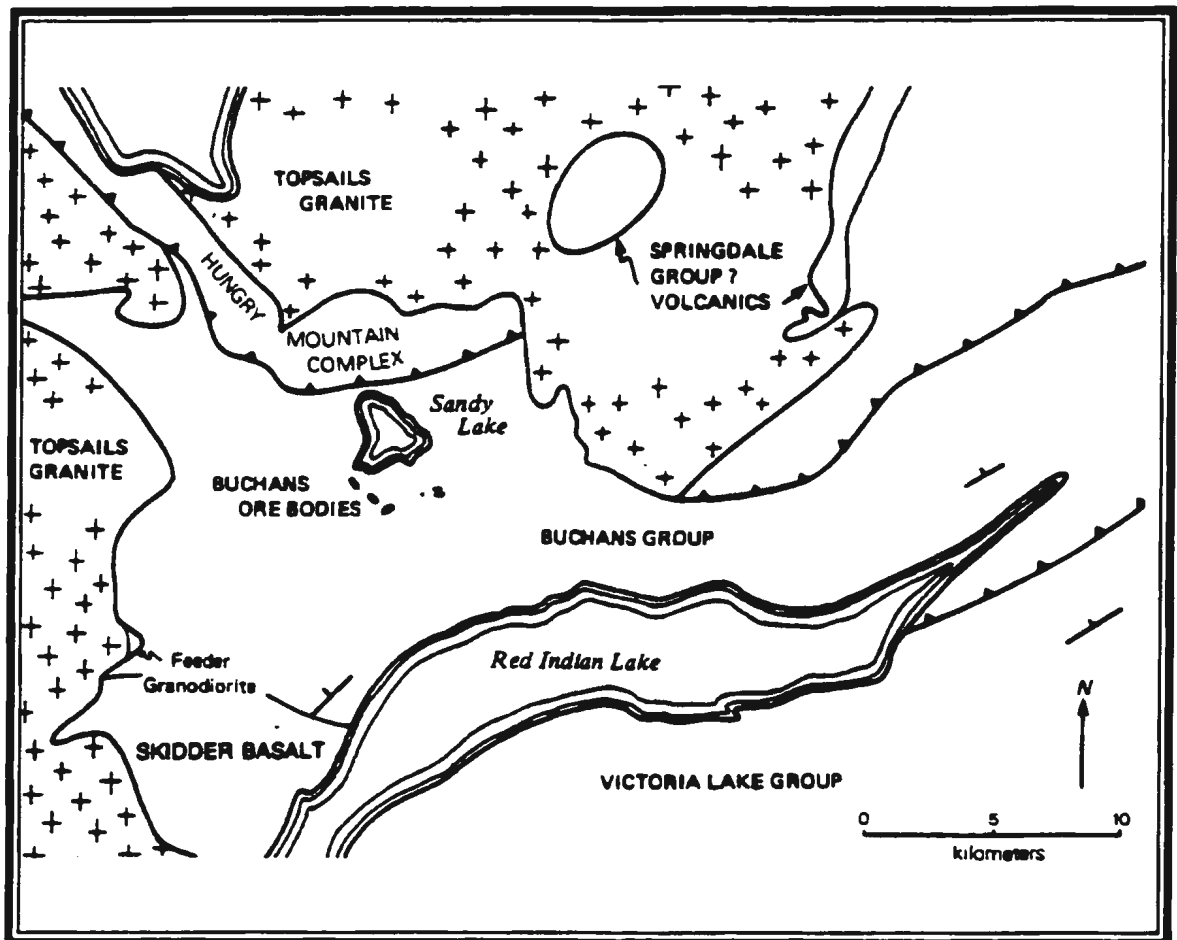 TOPSAILS
GRANITE
SPRINGDALE
GROUP ?
VOLCANICS
HUNGRY
MOUNTAIN
COMPLEX
Sandy
Lake
TOPSAILS
GRANITE
BUCHANS
ORE BODIES
BUCHANS GROUP
Feeder
Granodiorite
Red Indian Lake
N
SKIDDER BASALT
VICTORIA LAKE GROUP
0 5 10
kilometers